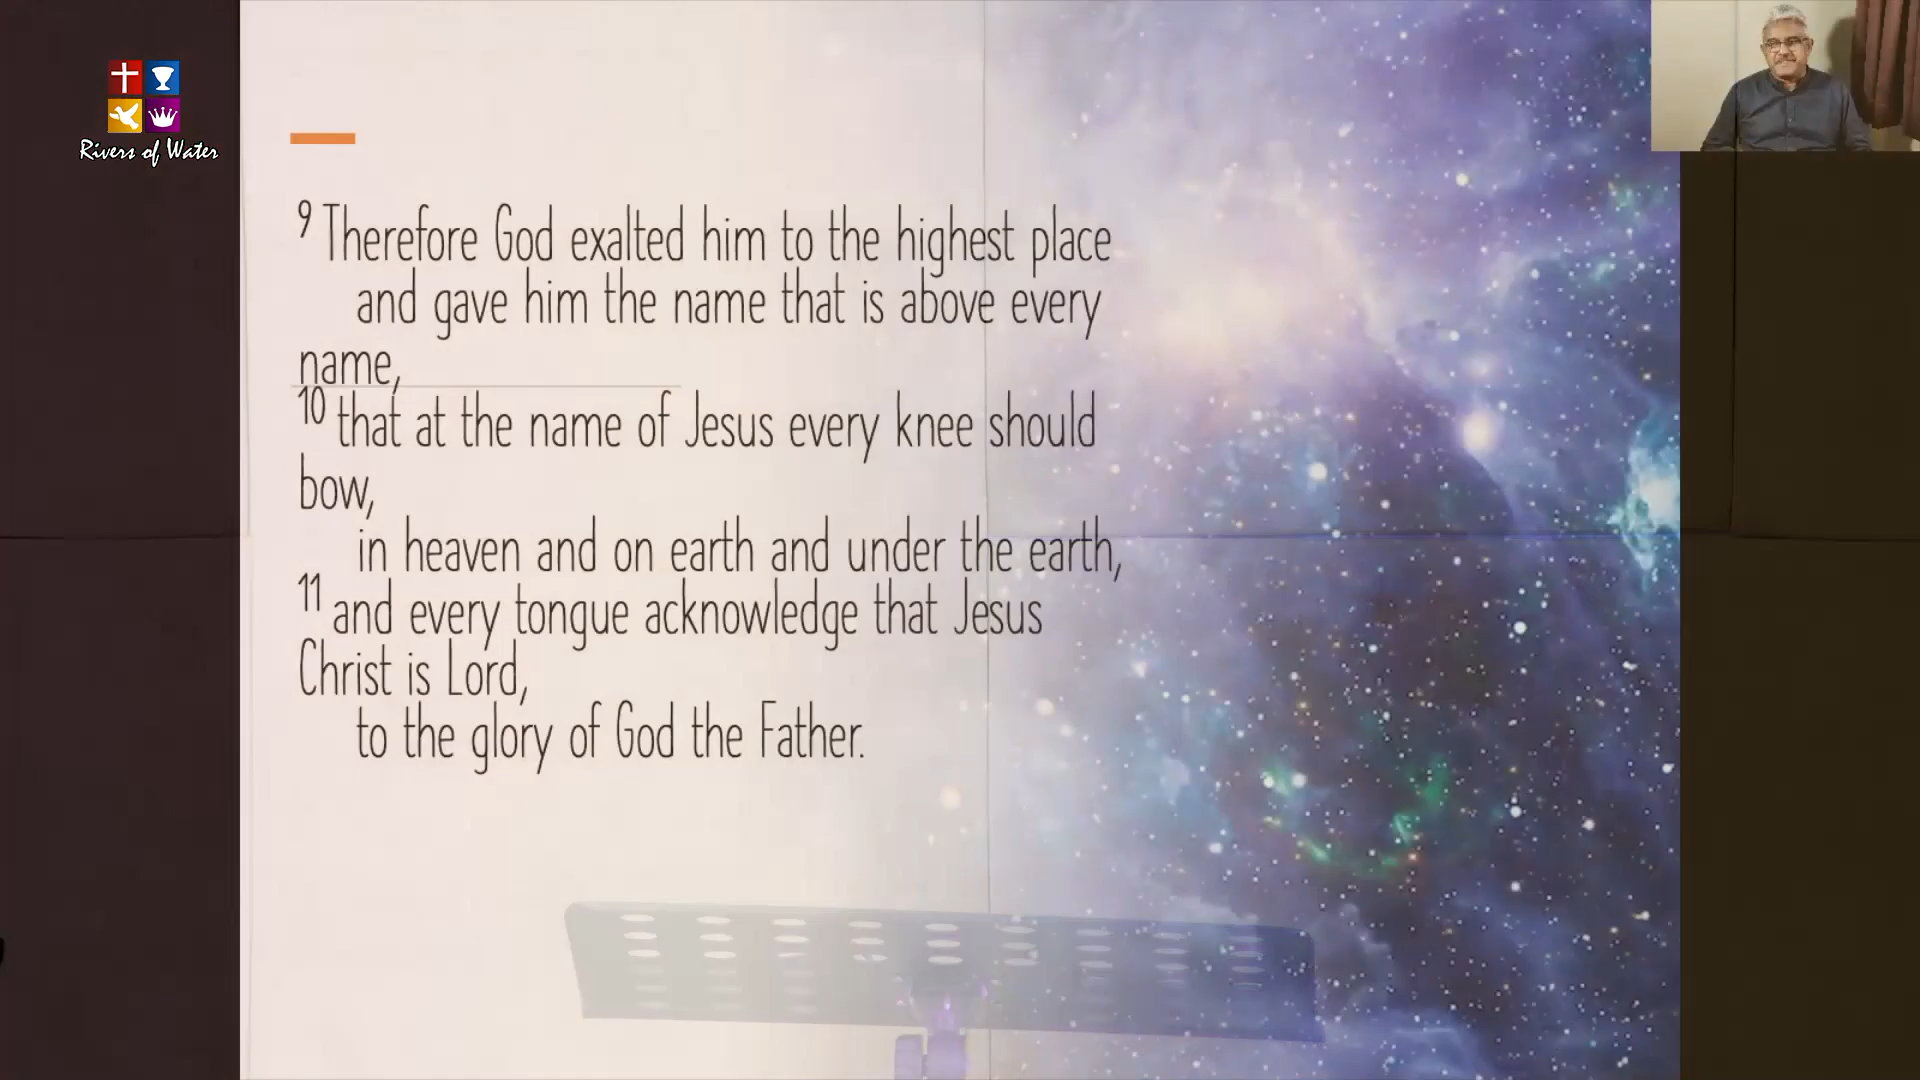 Rivers of Water
9 Therefore God exalted him to the highest place
and gave him the name that is above every
name,
10 that at the name of Jesus every knee should
bow,
in heaven and on earth and under the earth,
11 and every tongue acknowledge that Jesus
Christ is Lord,
to the glory of God the Father.